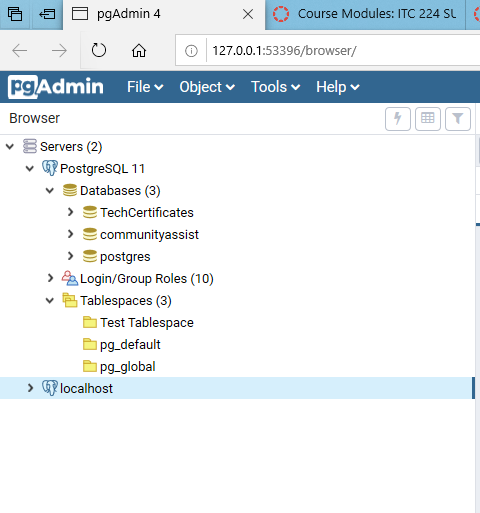 pgAdmin 4
Course Modules: ITC 224 SU
127.0.0.1:53396/browser/
pgAdmin File Object Tools Help
Browser
Servers (2)
PostgreSQL 11
Databases (3)
TechCertificates
communityassist
postgres
Login/Group Roles (10)
Tablespaces (3)
Test Tablespace
pg_default
pg_global
localhost